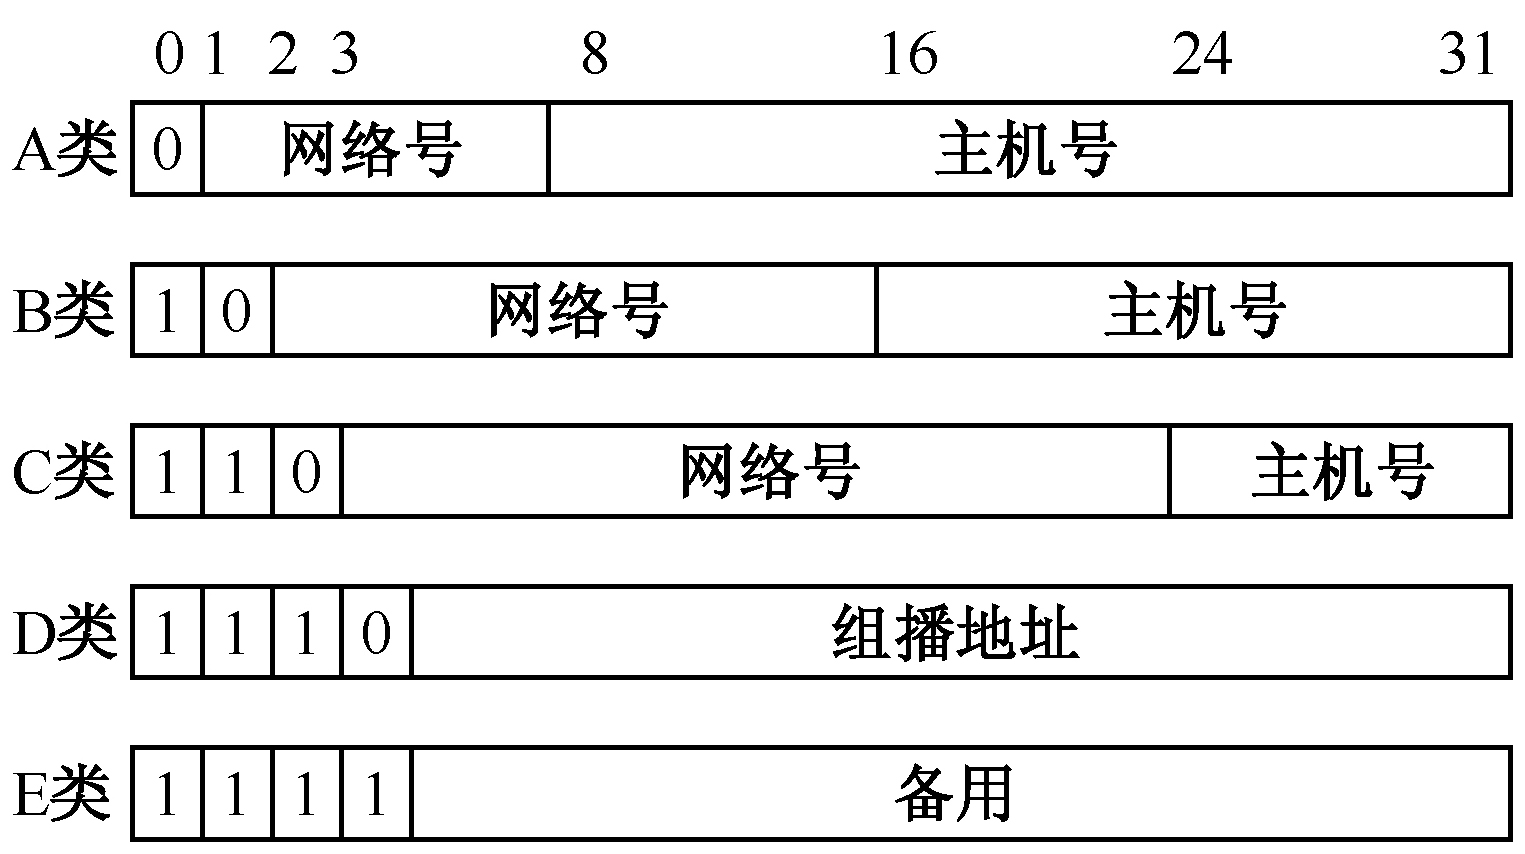 0 1 2 3 8 16 24 31
A类 0 网络号 主机号
B类 1 0 网络号 主机号
C类 1 1 0 网络号 主机号
D类 1 1 1 0 组播地址
E类 1 1 1 1 备用